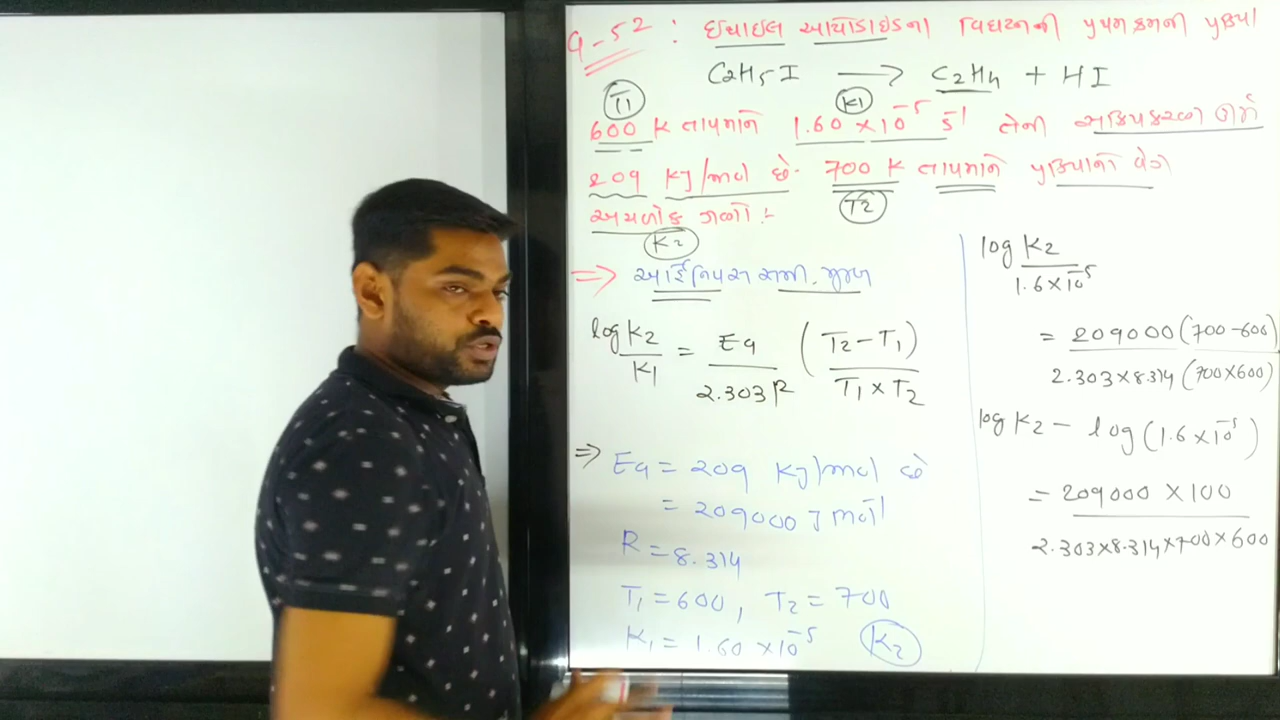 Q-52 : ઇથાઇલ આયોડાઇડના વિઘટનની પ્રથમ ક્રમની પ્રક્રિયા
C2H5I → C2H4 + HI
T1 K1
600 K તાપમાને 1.60 × 10⁻⁵ s⁻¹ તેની સક્રિયકરણ ઊર્જા
209 KJ/mol છે. 700 K તાપમાને પ્રક્રિયાનો વેગ
T2
અચળાંક ગણો :-
K2
⇒ આર્હેનિયસ સમી. મુજબ
log K2/K1 = Ea/2.303R (T2 – T1/T1 × T2)
⇒ Ea = 209 KJ/mol છે
= 209000 J mol⁻¹
R = 8.314
T1 = 600, T2 = 700
K1 = 1.60 × 10⁻⁵ K2
log K2/1.6×10⁻⁵
= 209000(700-600)/2.303×8.314(700×600)
log K2 – log(1.6×10⁻⁵)
= 209000 × 100/2.303×8.314×700×600